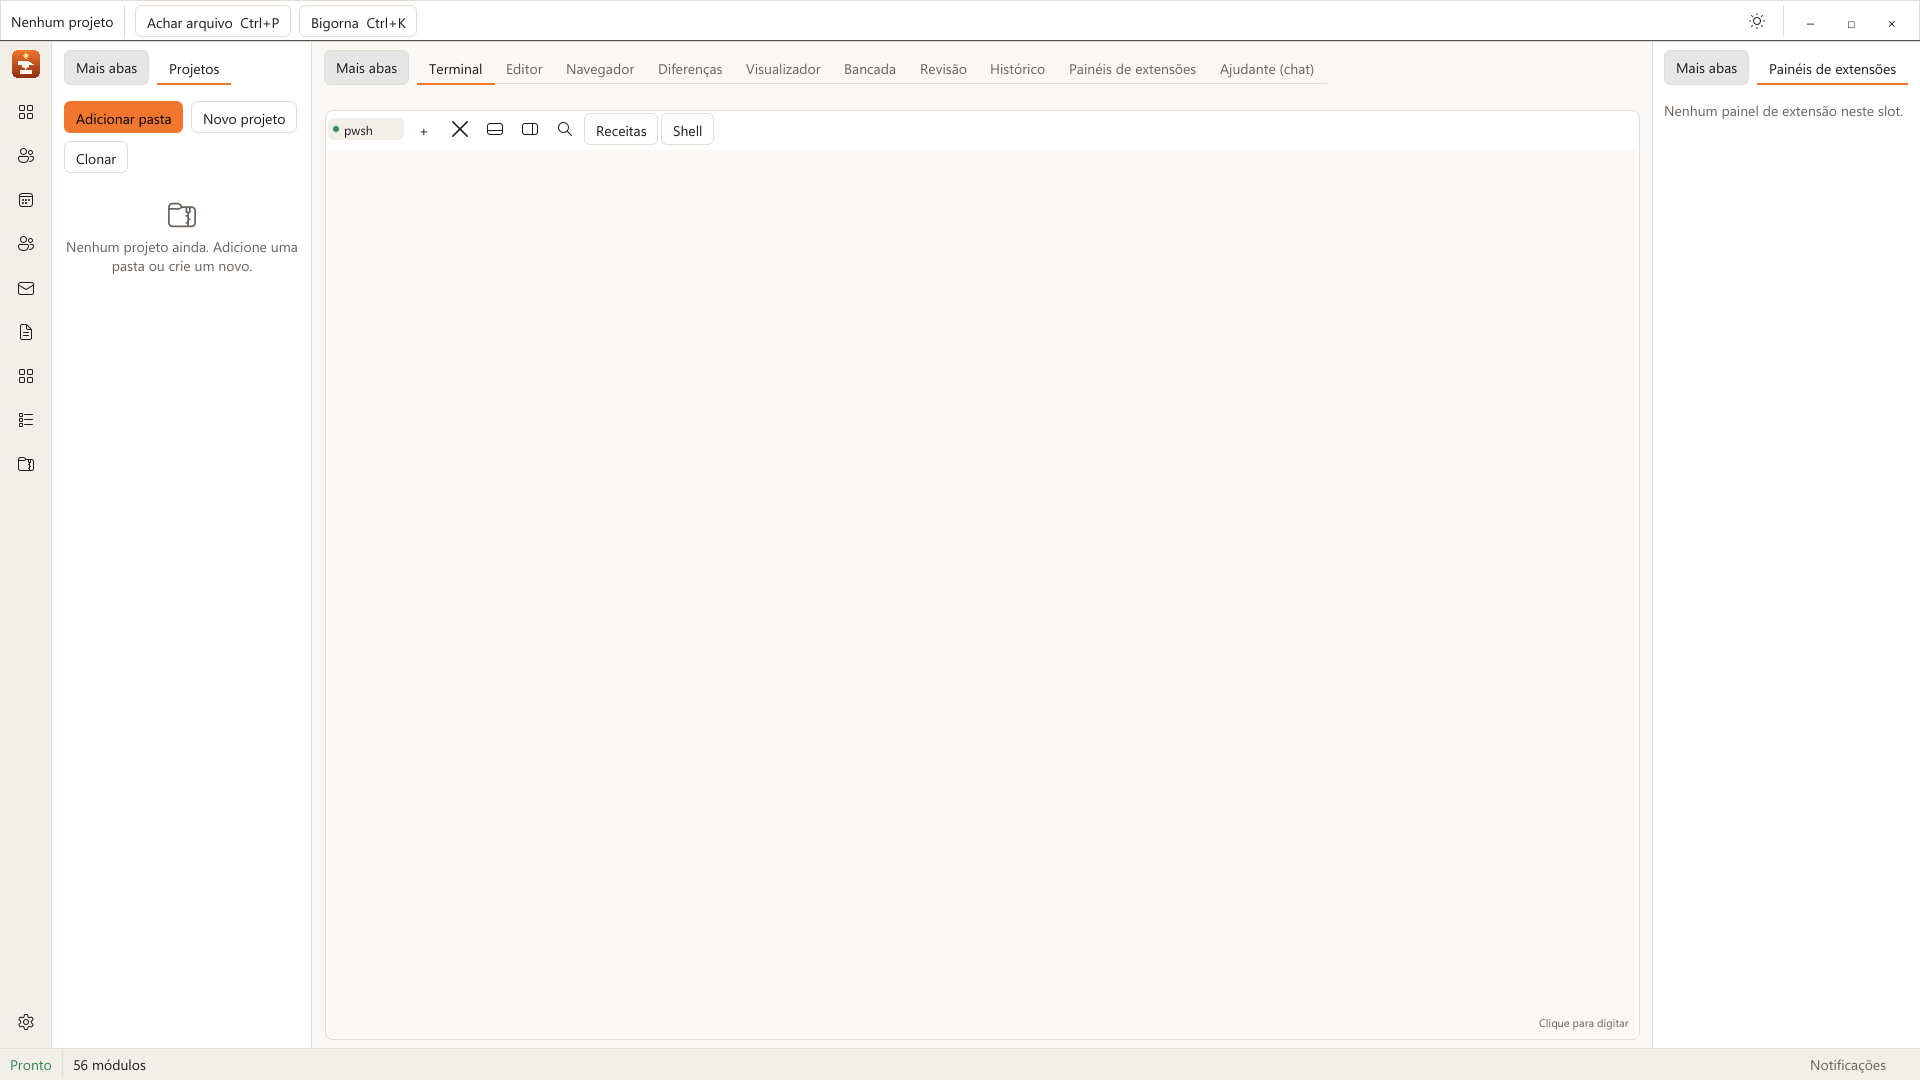 Nenhum projeto
Achar arquivo Ctrl+P
Bigorna Ctrl+K
Mais abas
Projetos
Adicionar pasta
Novo projeto
Clonar
Nenhum projeto ainda. Adicione uma
pasta ou crie um novo.
Mais abas
Terminal
Editor
Navegador
Diferenças
Visualizador
Bancada
Revisão
Histórico
Painéis de extensões
Ajudante (chat)
pwsh
Receitas
Shell
Clique para digitar
Mais abas
Painéis de extensões
Nenhum painel de extensão neste slot.
Pronto
56 módulos
Notificações